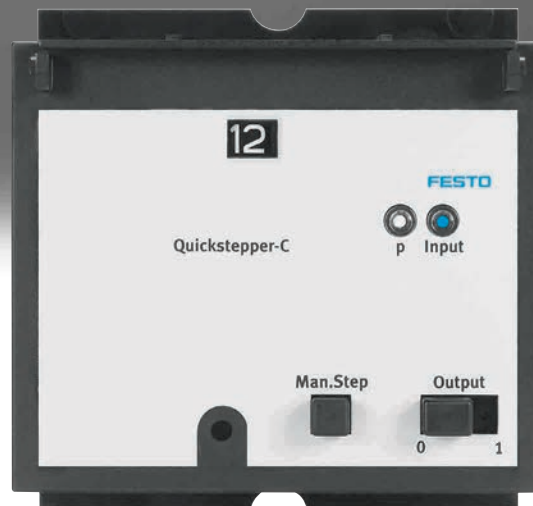 12
FESTO
Quickstepper-C
p Input
Man.Step Output
0 1